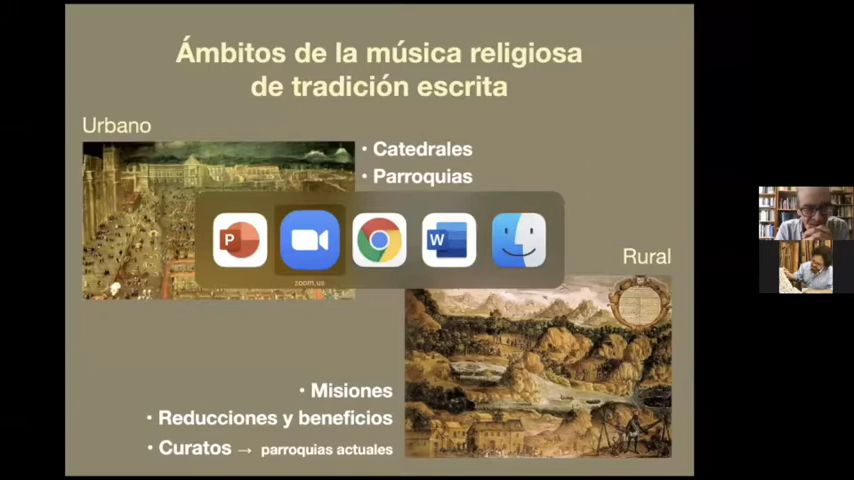 Ámbitos de la música religiosa
de tradición escrita
Urbano
• Catedrales
• Parroquias
P
W
zoom.us
Rural
• Misiones
• Reducciones y beneficios
• Curatos → parroquias actuales